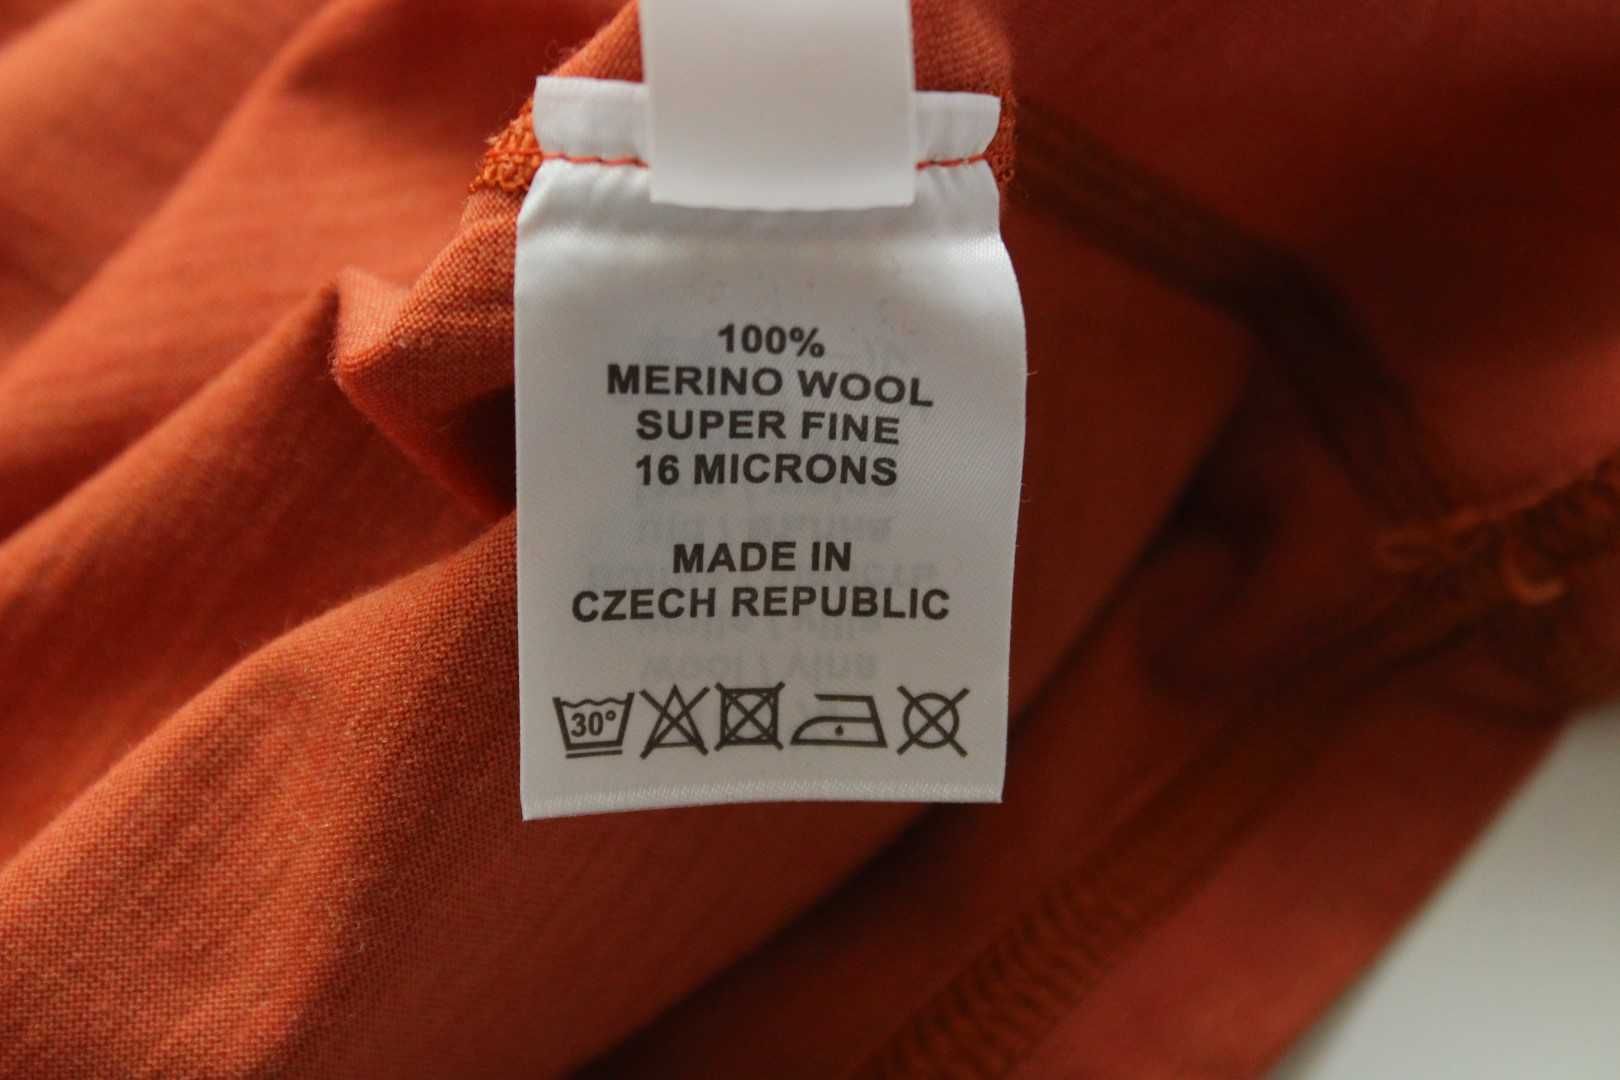 100%
MERINO WOOL
SUPER FINE
16 MICRONS
MADE IN
CZECH REPUBLIC
30°